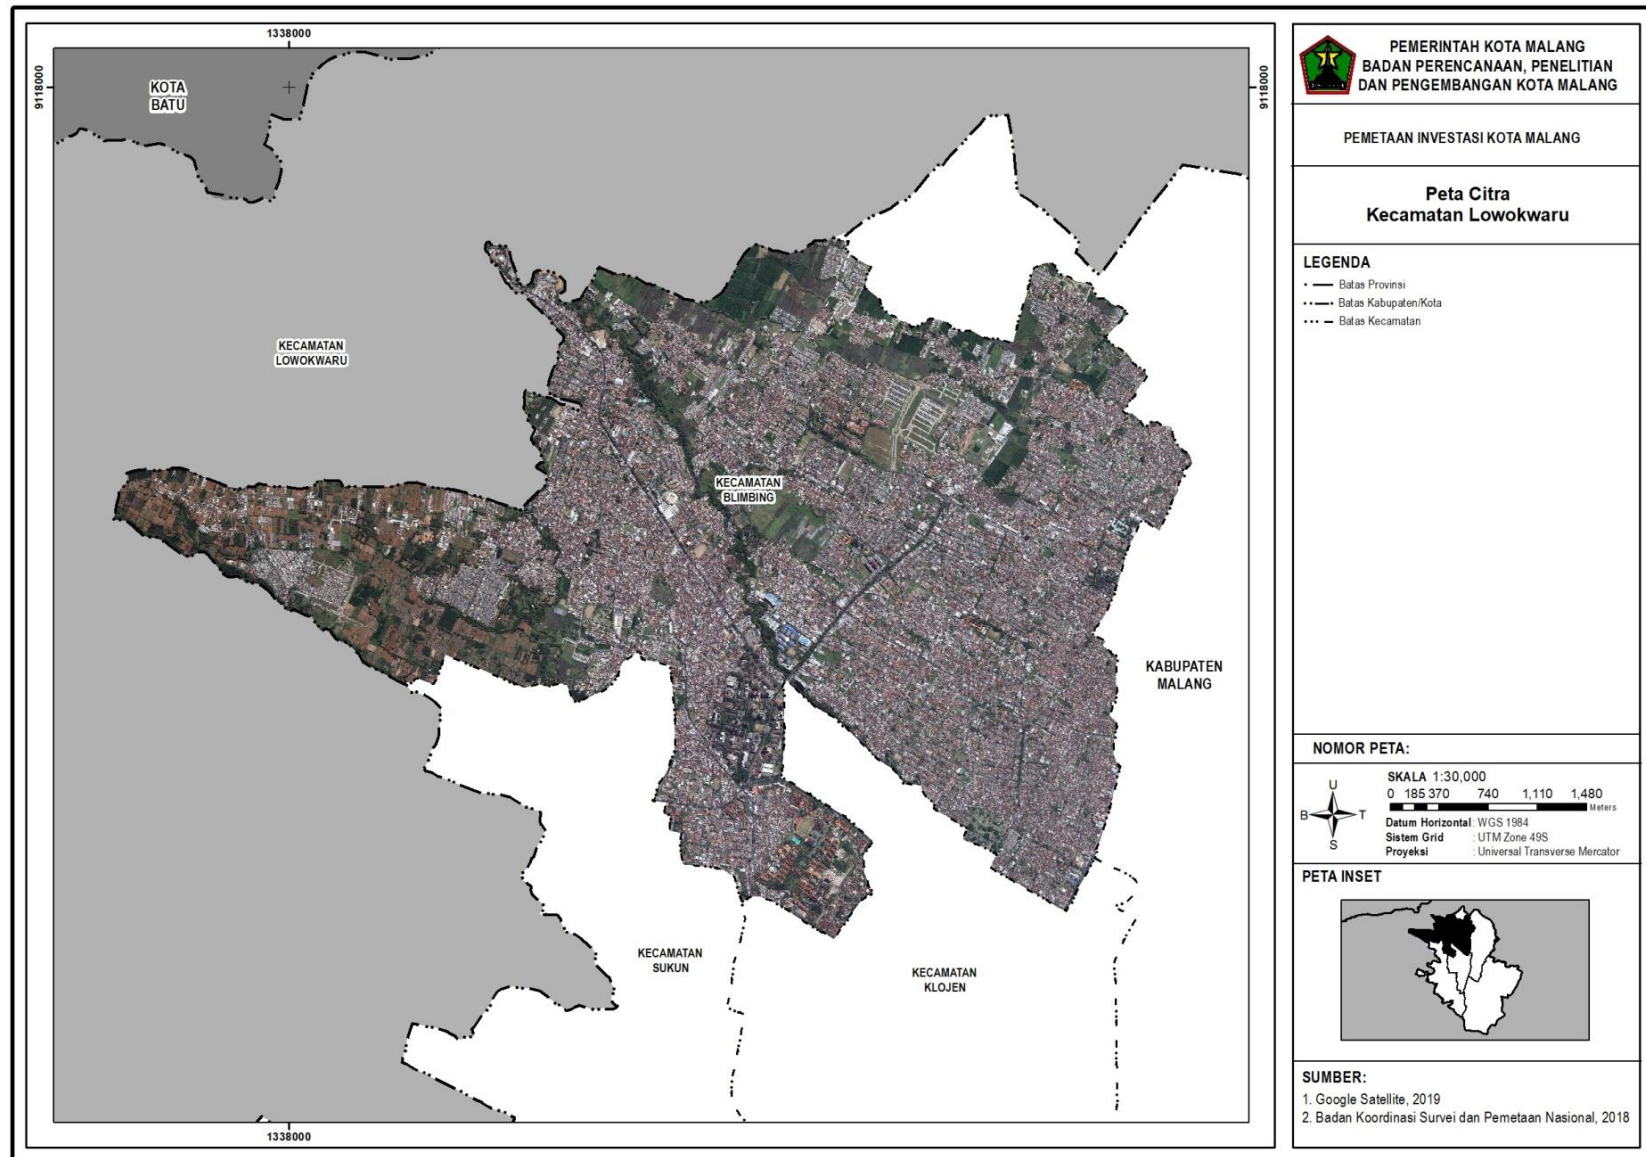 1338000
9118000
9118000
KOTA
BATU
KECAMATAN
LOWOKWARU
KECAMATAN
BLIMBING
KABUPATEN
MALANG
KECAMATAN
SUKUN
KECAMATAN
KLOJEN
1338000
PEMERINTAH KOTA MALANG
BADAN PERENCANAAN, PENELITIAN
DAN PENGEMBANGAN KOTA MALANG
PEMETAAN INVESTASI KOTA MALANG
Peta Citra
Kecamatan Lowokwaru
LEGENDA
Batas Provinsi
Batas Kabupaten/Kota
Batas Kecamatan
NOMOR PETA:
U
B T
S
SKALA 1:30,000
0 185 370 740 1,110 1,480
Meters
Datum Horizontal : WGS 1984
Sistem Grid : UTM Zone 49S
Proyeksi : Universal Transverse Mercator
PETA INSET
SUMBER:
1. Google Satellite, 2019
2. Badan Koordinasi Survei dan Pemetaan Nasional, 2018